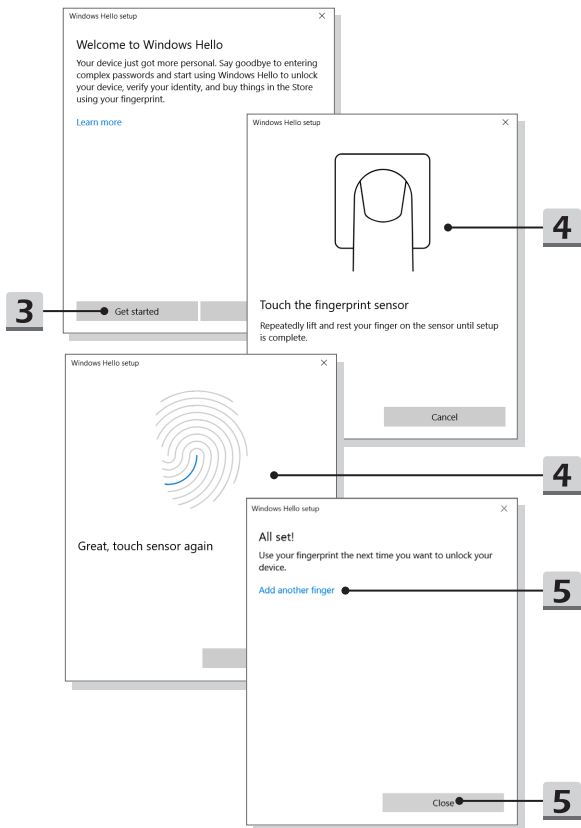 Windows Hello setup
Welcome to Windows Hello
Your device just got more personal. Say goodbye to entering
complex passwords and start using Windows Hello to unlock
your device, verify your identity, and buy things in the Store
using your fingerprint.
Learn more
3
Get started
Windows Hello setup
4
Touch the fingerprint sensor
Repeatedly lift and rest your finger on the sensor until setup
is complete.
Cancel
Windows Hello setup
4
Great, touch sensor again
Windows Hello setup
All set!
Use your fingerprint the next time you want to unlock your
device.
Add another finger
5
Close
5